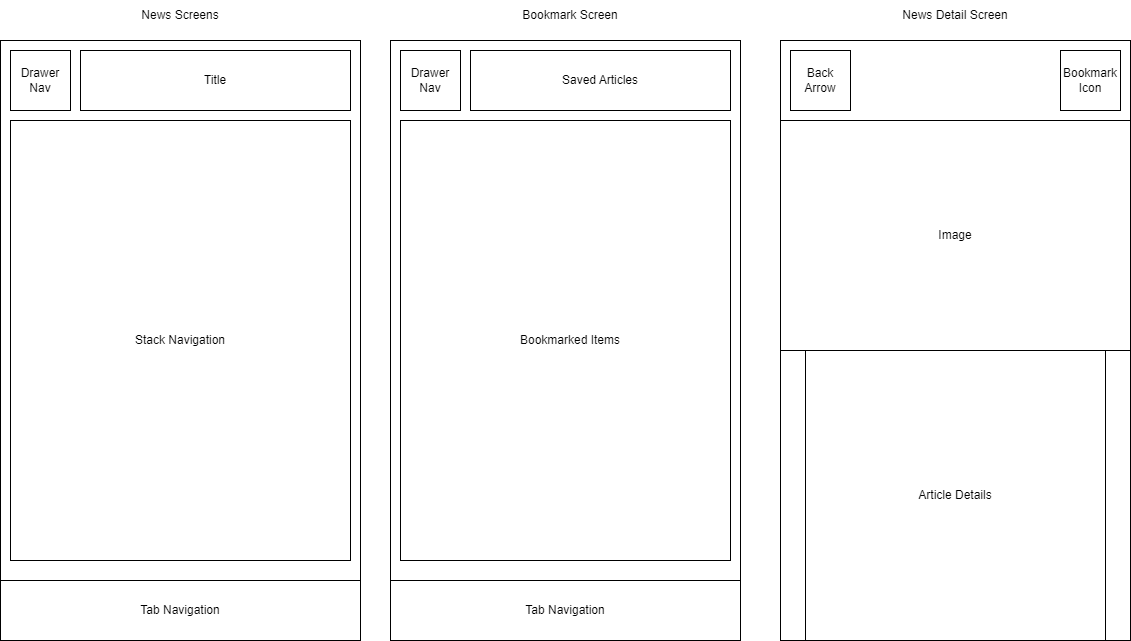 News Screens
Bookmark Screen
News Detail Screen
Drawer
Nav
Title
Drawer
Nav
Saved Articles
Back
Arrow
Bookmark
Icon
Image
Stack Navigation
Bookmarked Items
Article Details
Tab Navigation
Tab Navigation